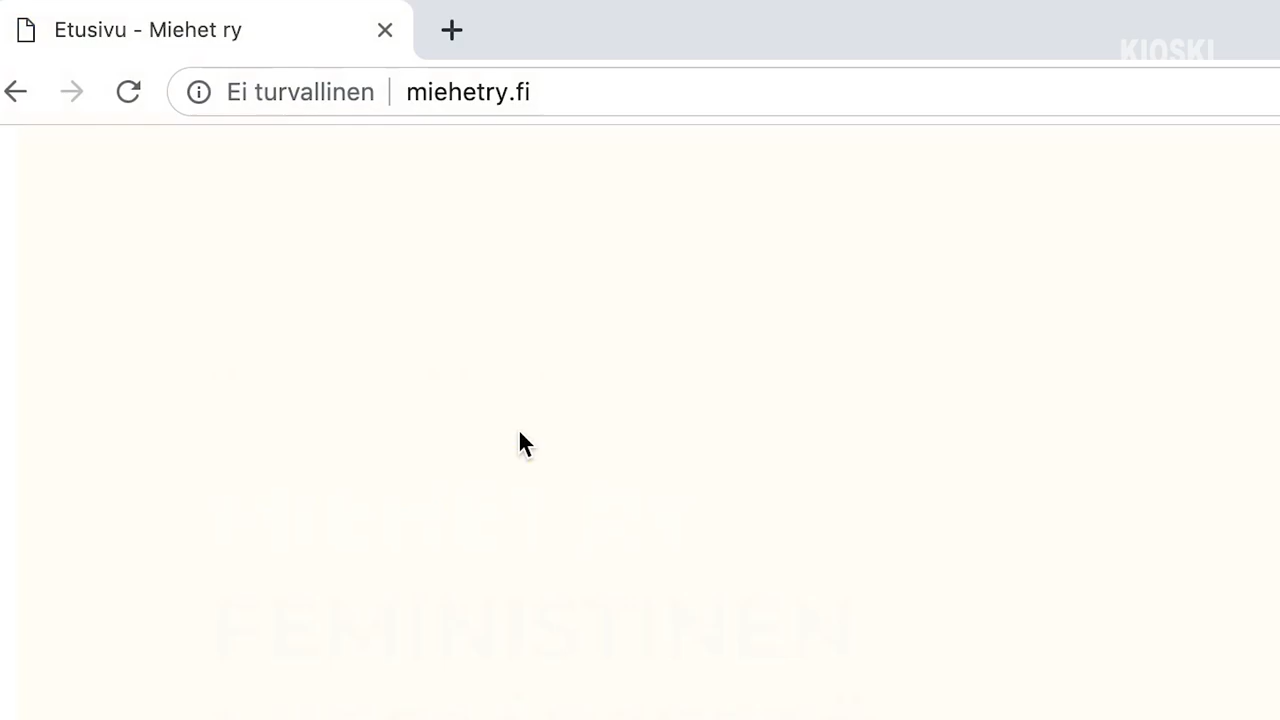 Etusivu - Miehet ry
KIOSKI
Ei turvallinen
miehetry.fi
FEMINISTINEN